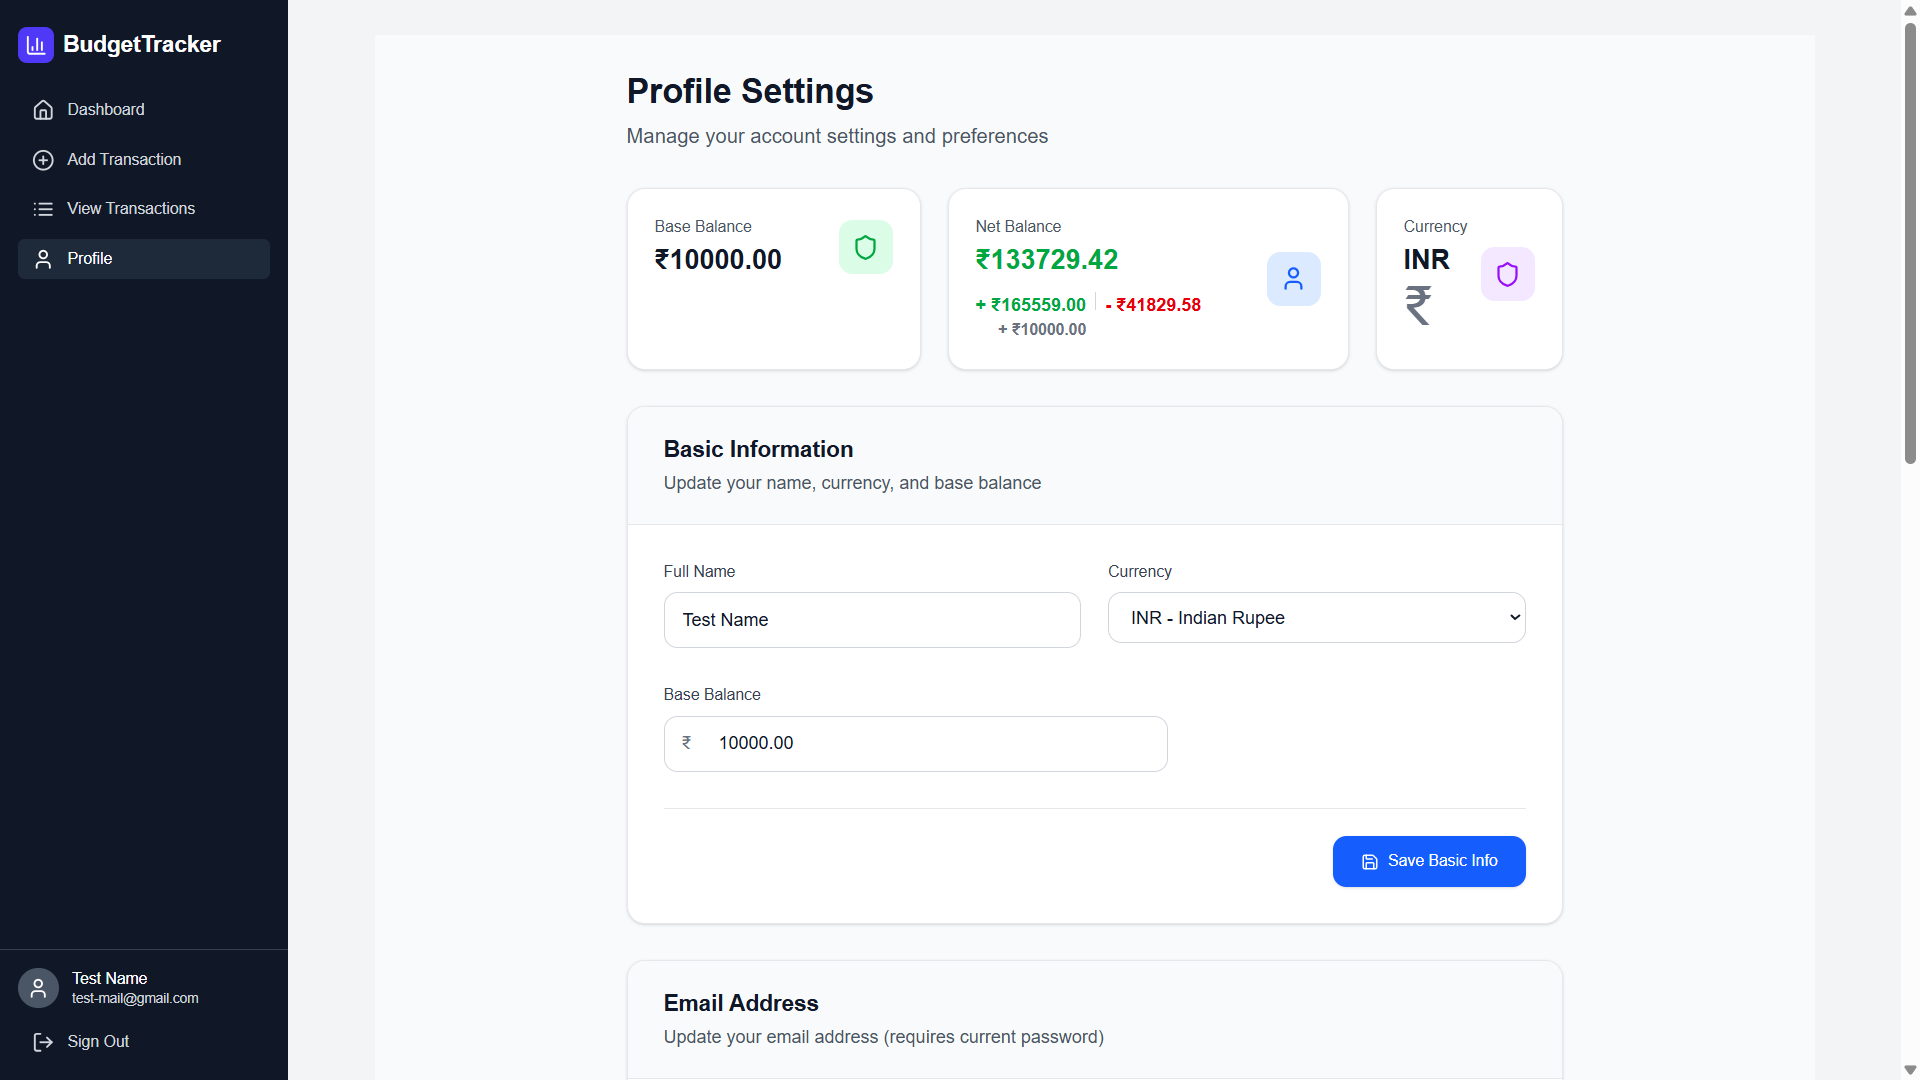 BudgetTracker
Dashboard
Add Transaction
View Transactions
Profile
Test Name
test-mail@gmail.com
Sign Out
Profile Settings
Manage your account settings and preferences
Base Balance
₹10000.00
Net Balance
₹133729.42
+ ₹165559.00 - ₹41829.58
+ ₹10000.00
Currency
INR
₹
Basic Information
Update your name, currency, and base balance
Full Name
Test Name
Currency
INR - Indian Rupee
Base Balance
₹ 10000.00
Save Basic Info
Email Address
Update your email address (requires current password)